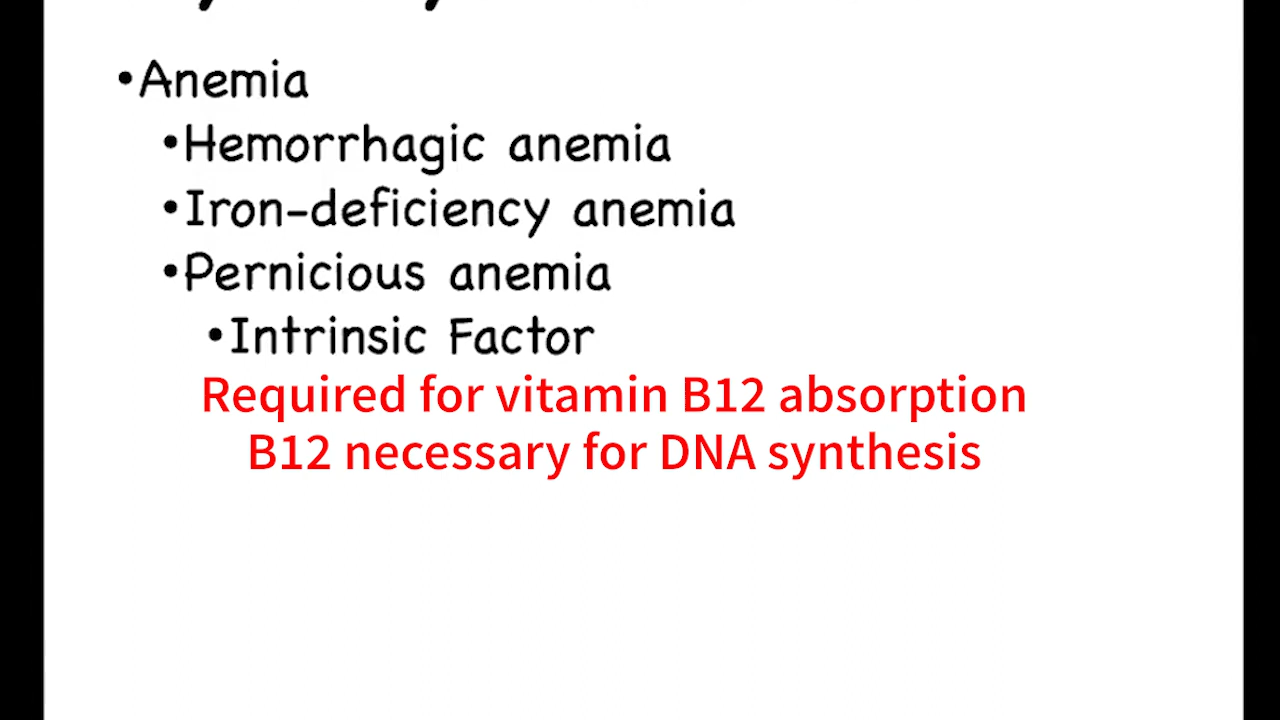 •Anemia
•Hemorrhagic anemia
•Iron-deficiency anemia
•Pernicious anemia
•Intrinsic Factor
Required for vitamin B12 absorption
B12 necessary for DNA synthesis